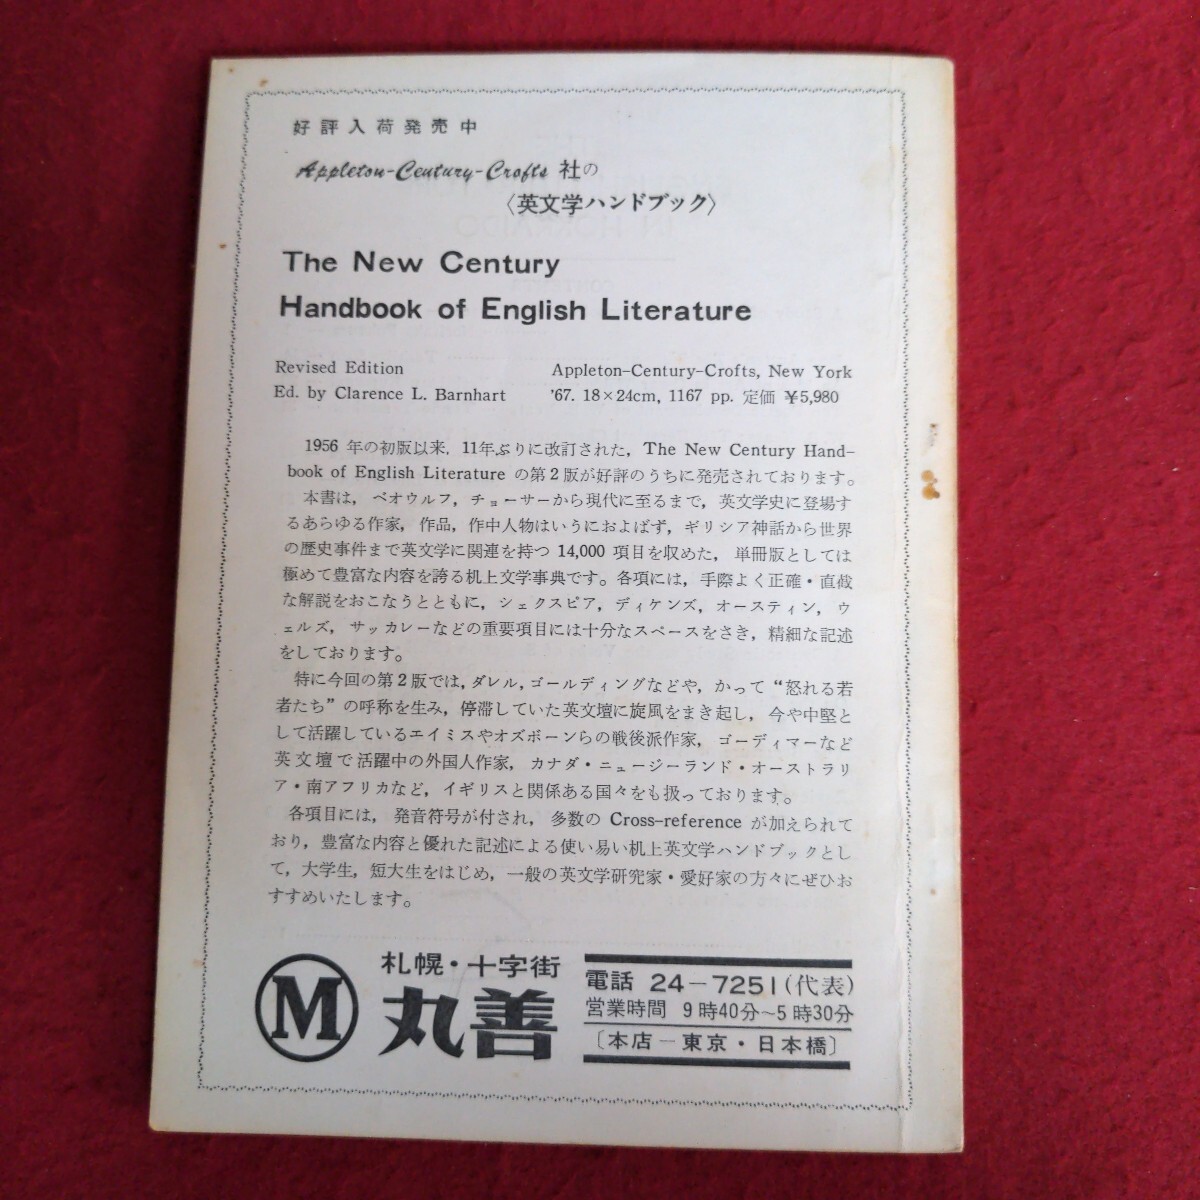 好評入荷発売中
Appleton-Century-Crofts 社の
〈英文学ハンドブック〉
The New Century
Handbook of English Literature
Revised Edition
Ed. by Clarence L. Barnhart
Appleton-Century-Crofts, New York
'67. 18×24cm, 1167 pp. 定価 ¥5,980
1956 年の初版以来, 11年ぶりに改訂された, The New Century Hand-
book of English Literature の第2版が好評のうちに発売されております。
本書は, ベオウルフ, チョーサーから現代に至るまで, 英文学史に登場す
るあらゆる作家, 作品, 作中人物はいうにおよばず, ギリシア神話から世界
の歴史事件まで英文学に関連を持つ 14,000 項目を収めた, 単冊版としては
極めて豊富な内容を誇る机上文学事典です。各項には, 手際よく正確・直截
な解説をおこなうとともに, シェクスピア, ディケンズ, オースティン, ウ
ェルズ, サッカレーなどの重要項目には十分なスペースをさき, 精細な記述
をしております。
特に今回の第2版では, ダレル, ゴールディングなどや, かって “怒れる若
者たち” の呼称を生み, 停滞していた英文壇に旋風をまき起し, 今や中堅と
して活躍しているエイミスやオズボーンらの戦後派作家, ゴーディマーなど
英文壇で活躍中の外国人作家, カナダ・ニュージーランド・オーストラリ
ア・南アフリカなど, イギリスと関係ある国々をも扱っております。
各項目には, 発音符号が付され, 多数の Cross-reference が加えられて
おり, 豊富な内容と優れた記述による使い易い机上英文学ハンドブックとし
て, 大学生, 短大生をはじめ, 一般の英文学研究家・愛好家の方々にぜひお
すすめいたします。
M
札幌・十字街
丸善
電話 24-7251(代表)
営業時間 9時40分〜5時30分
〔本店—東京・日本橋〕